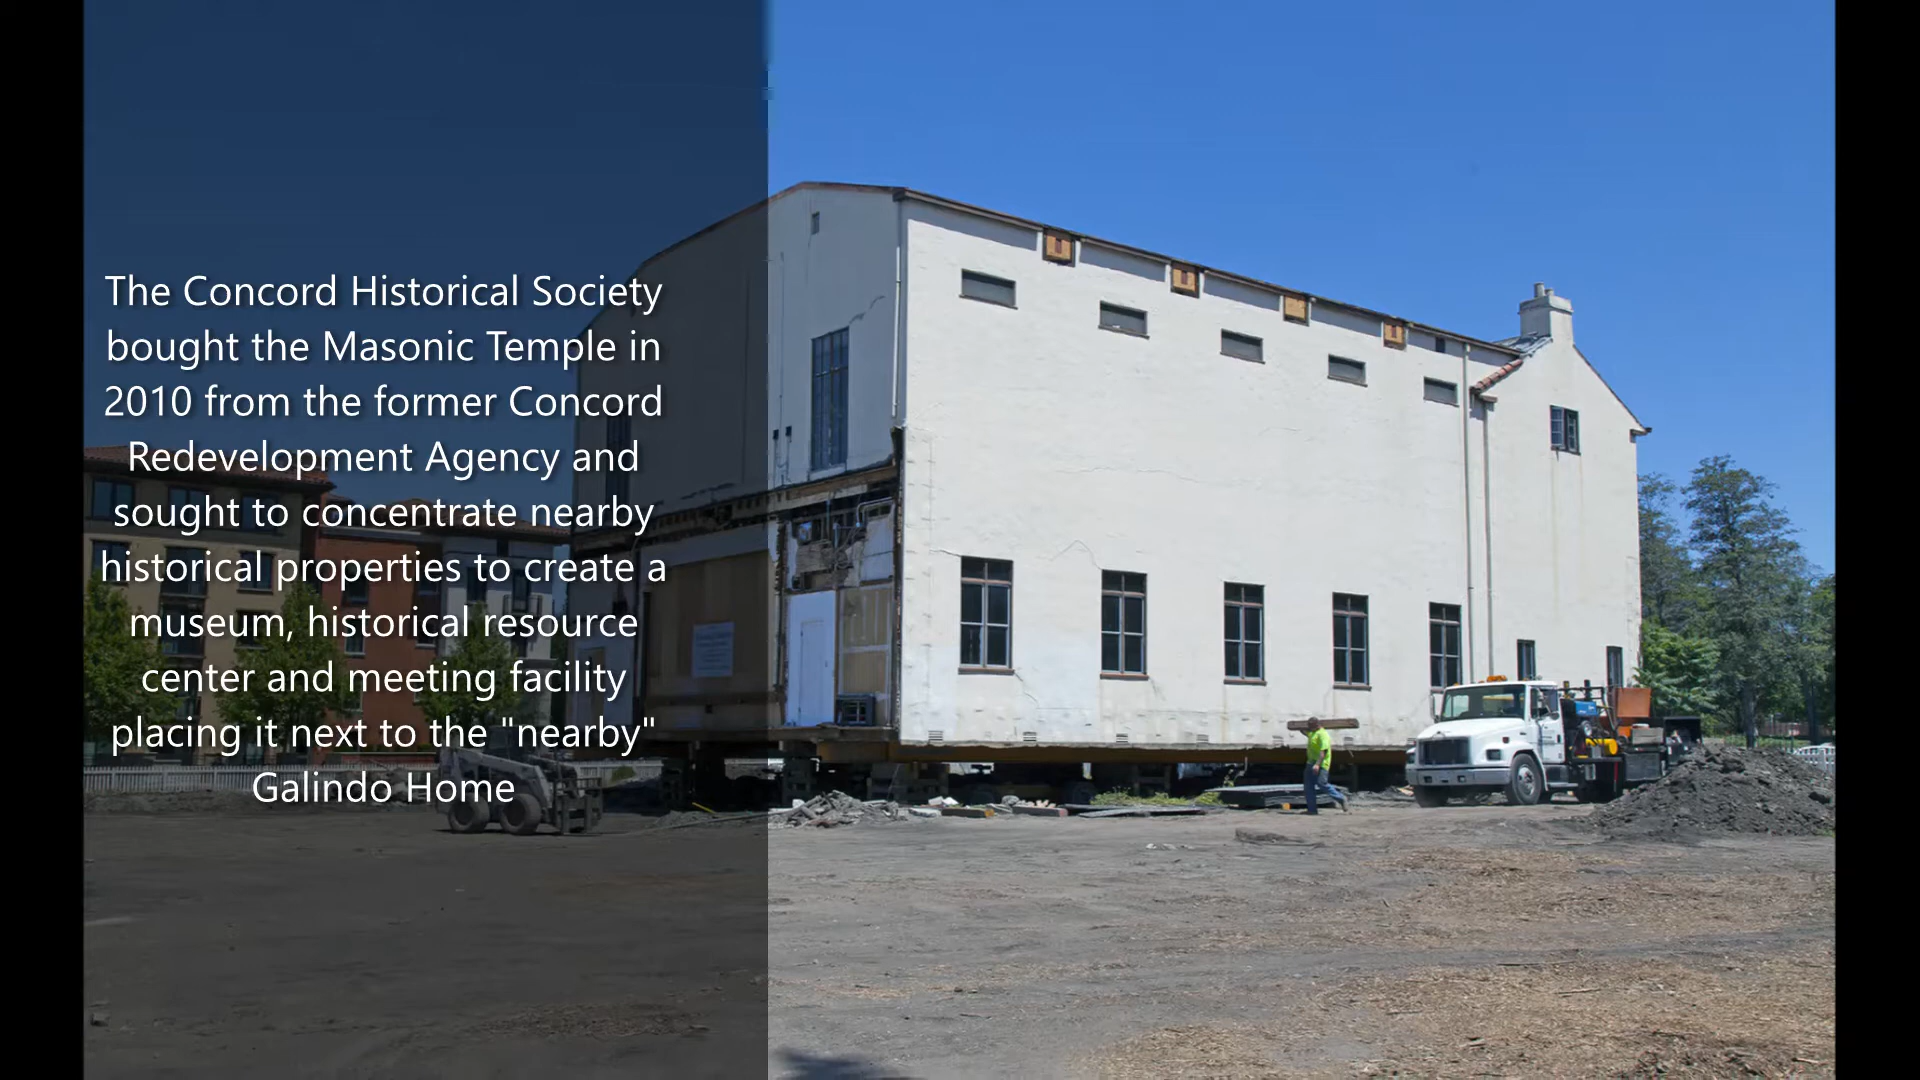 The Concord Historical Society
bought the Masonic Temple in
2010 from the former Concord
Redevelopment Agency and
sought to concentrate nearby
historical properties to create a
museum, historical resource
center and meeting facility
placing it next to the "nearby"
Galindo Home